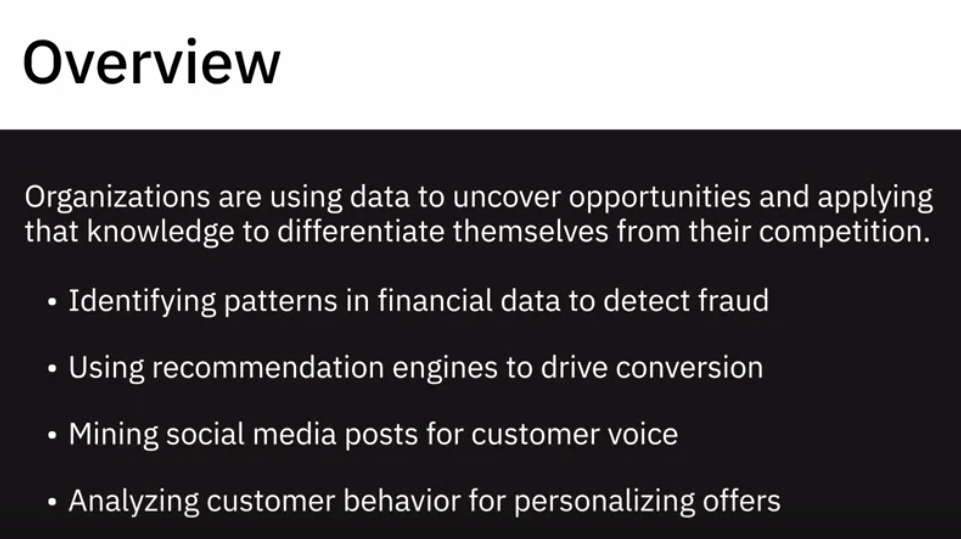 Overview
Organizations are using data to uncover opportunities and applying
that knowledge to differentiate themselves from their competition.
• Identifying patterns in financial data to detect fraud
• Using recommendation engines to drive conversion
• Mining social media posts for customer voice
• Analyzing customer behavior for personalizing offers